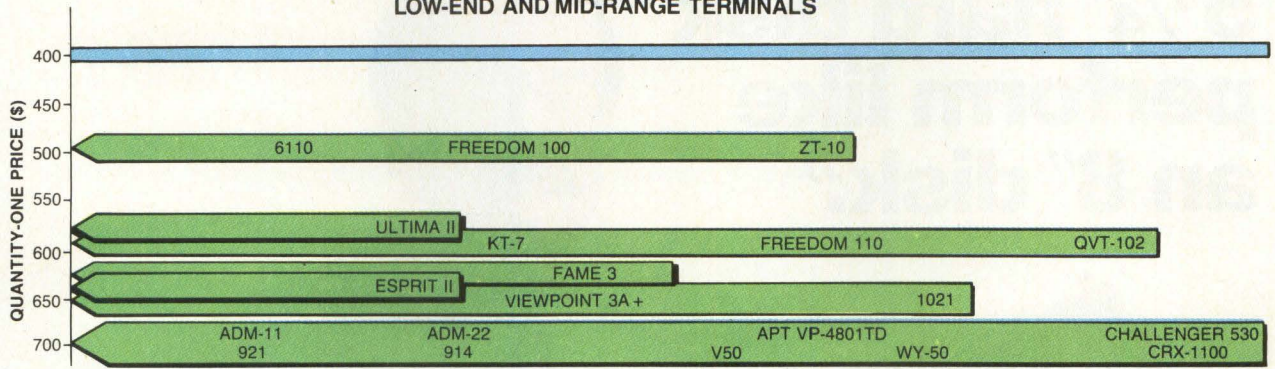 LOW-END AND MID-RANGE TERMINALS
QUANTITY-ONE PRICE ($)
400
450
500
6110 FREEDOM 100 ZT-10
550
ULTIMA II
KT-7 FREEDOM 110 QVT-102
600
FAME 3
ESPRIT II
650
VIEWPOINT 3A + 1021
ADM-11 ADM-22 APT VP-4801TD CHALLENGER 530
700
921 914 V50 WY-50 CRX-1100